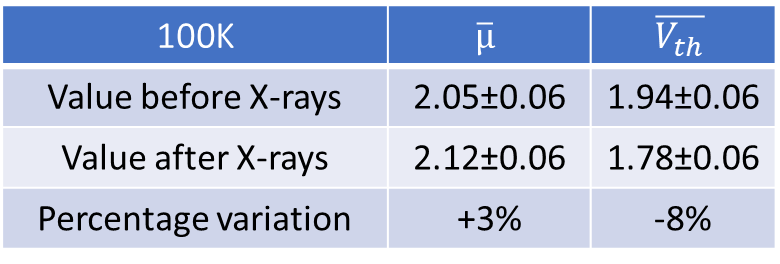 100K μ̅ V̅t̅h̅
Value before X-rays 2.05±0.06 1.94±0.06
Value after X-rays 2.12±0.06 1.78±0.06
Percentage variation +3% -8%